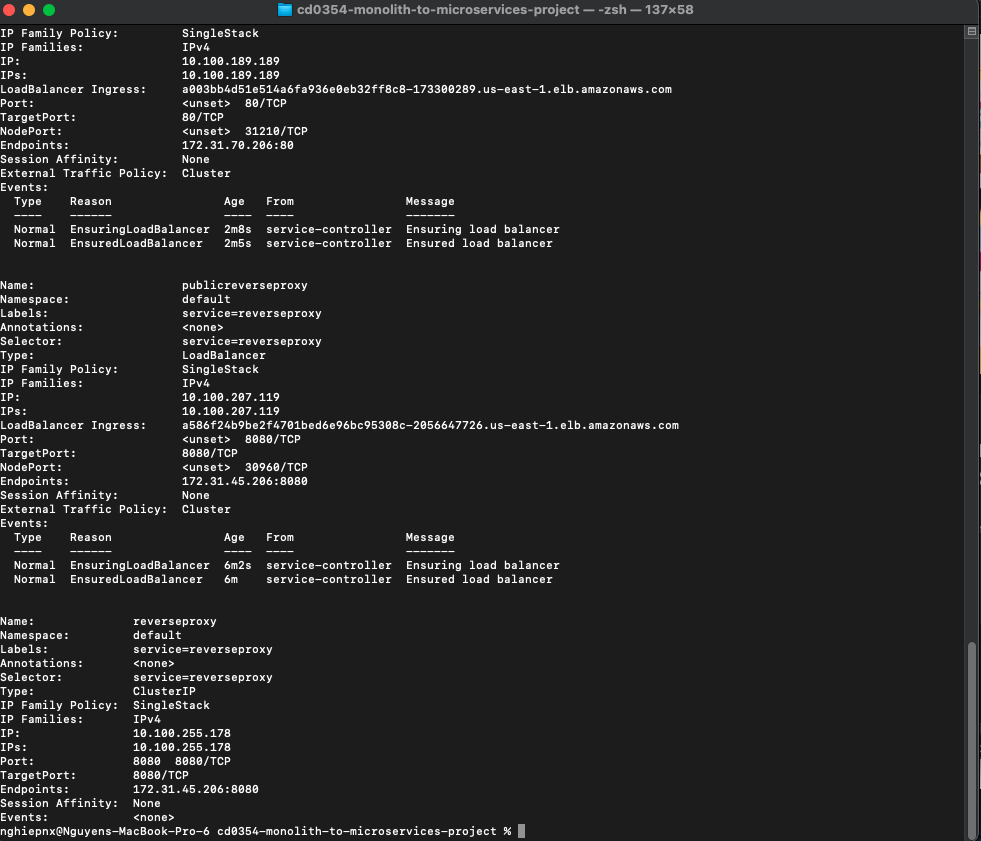 cd0354-monolith-to-microservices-project — -zsh — 137×58
IP Family Policy:         SingleStack
IP Families:              IPv4
IP:                       10.100.189.189
IPs:                      10.100.189.189
LoadBalancer Ingress:     a003bb4d51e514a6fa936e0eb32ff8c8-173300289.us-east-1.elb.amazonaws.com
Port:                     <unset>  80/TCP
TargetPort:               80/TCP
NodePort:                 <unset>  31210/TCP
Endpoints:                172.31.70.206:80
Session Affinity:         None
External Traffic Policy:  Cluster
Events:
  Type    Reason                Age   From                Message
  ----    ------                ----  ----                -------
  Normal  EnsuringLoadBalancer  2m8s  service-controller  Ensuring load balancer
  Normal  EnsuredLoadBalancer   2m5s  service-controller  Ensured load balancer
Name:                     publicreverseproxy
Namespace:                default
Labels:                   service=reverseproxy
Annotations:              <none>
Selector:                 service=reverseproxy
Type:                     LoadBalancer
IP Family Policy:         SingleStack
IP Families:              IPv4
IP:                       10.100.207.119
IPs:                      10.100.207.119
LoadBalancer Ingress:     a586f24b9be2f4701bed6e96bc95308c-2056647726.us-east-1.elb.amazonaws.com
Port:                     <unset>  8080/TCP
TargetPort:               8080/TCP
NodePort:                 <unset>  30960/TCP
Endpoints:                172.31.45.206:8080
Session Affinity:         None
External Traffic Policy:  Cluster
Events:
  Type    Reason                Age   From                Message
  ----    ------                ----  ----                -------
  Normal  EnsuringLoadBalancer  6m2s  service-controller  Ensuring load balancer
  Normal  EnsuredLoadBalancer   6m    service-controller  Ensured load balancer
Name:              reverseproxy
Namespace:         default
Labels:            service=reverseproxy
Annotations:       <none>
Selector:          service=reverseproxy
Type:              ClusterIP
IP Family Policy:  SingleStack
IP Families:       IPv4
IP:                10.100.255.178
IPs:               10.100.255.178
Port:              8080  8080/TCP
TargetPort:        8080/TCP
Endpoints:         172.31.45.206:8080
Session Affinity:  None
Events:            <none>
nghiepnx@Nguyens-MacBook-Pro-6 cd0354-monolith-to-microservices-project %